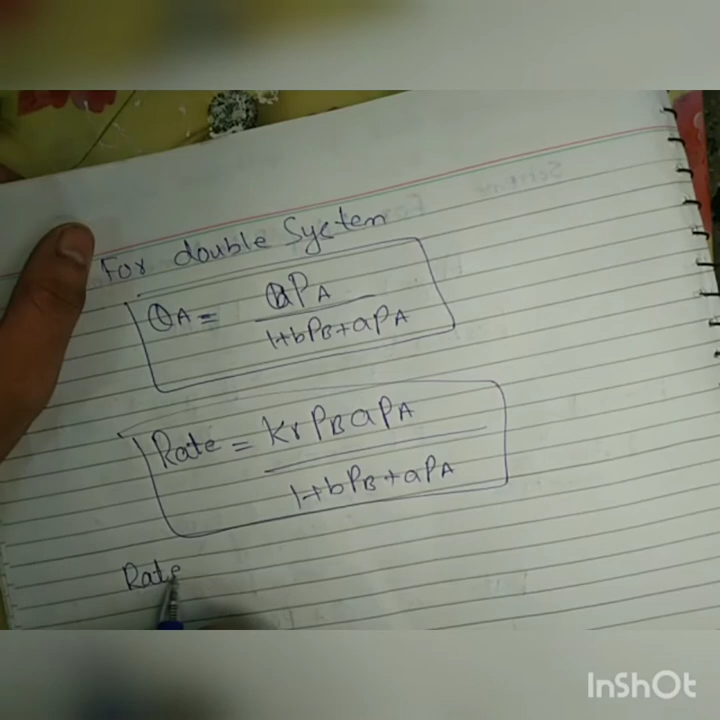 For double System
θA = aPA / 1+bPB+aPA
Rate = Kr PB aPA / 1+bPB+aPA
Rate
InShOt